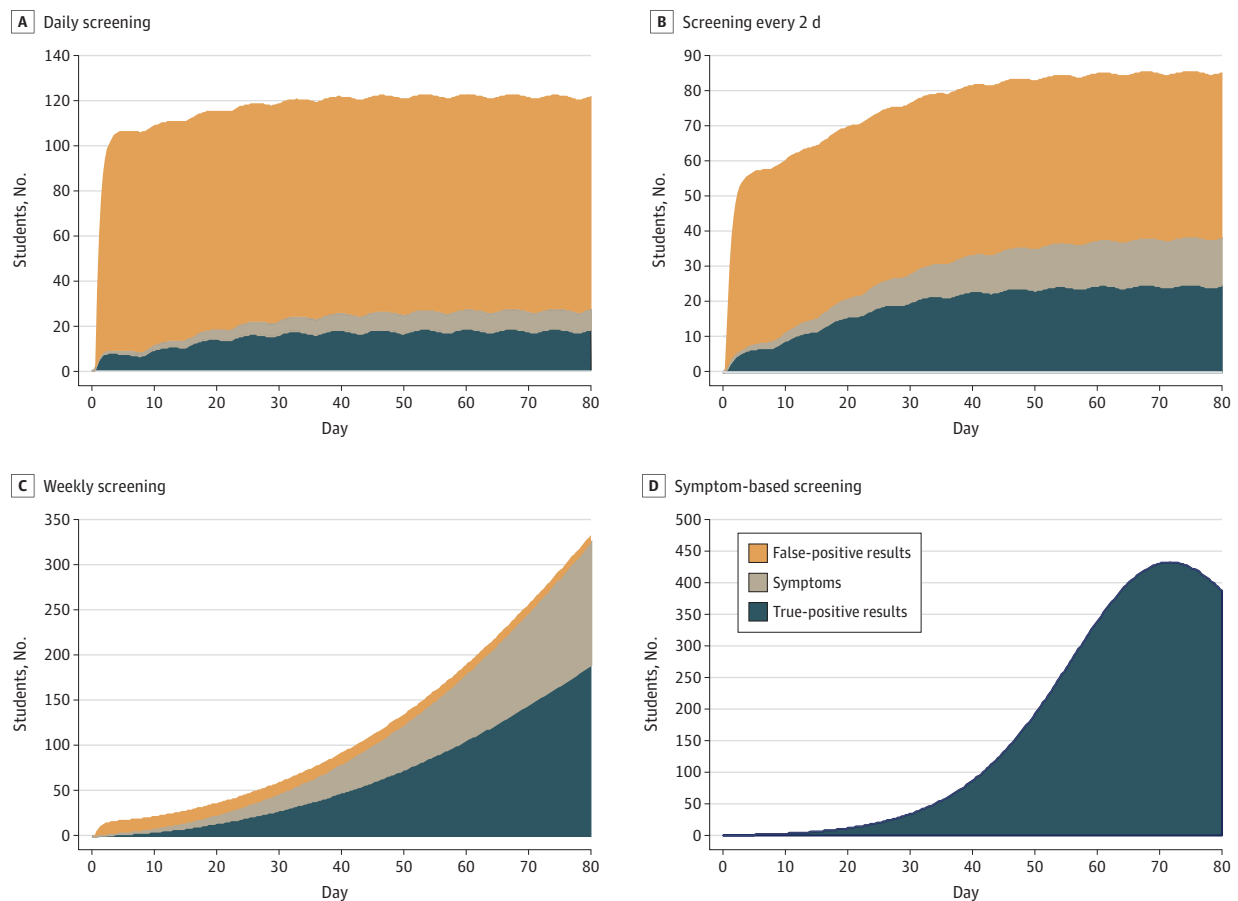 A Daily screening
140
120
100
80
60
40
20
0
Students, No.
0 10 20 30 40 50 60 70 80
Day
B Screening every 2 d
90
80
70
60
50
40
30
20
10
0
Students, No.
0 10 20 30 40 50 60 70 80
Day
C Weekly screening
350
300
250
200
150
100
50
0
Students, No.
0 10 20 30 40 50 60 70 80
Day
D Symptom-based screening
500
450
400
350
300
250
200
150
100
50
0
Students, No.
False-positive results
Symptoms
True-positive results
0 10 20 30 40 50 60 70 80
Day